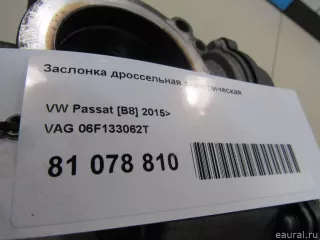 Заслонка дроссельная
VW Passat [B8] 2015>
VAG 06F133062T
81 078 810
eaural.ru